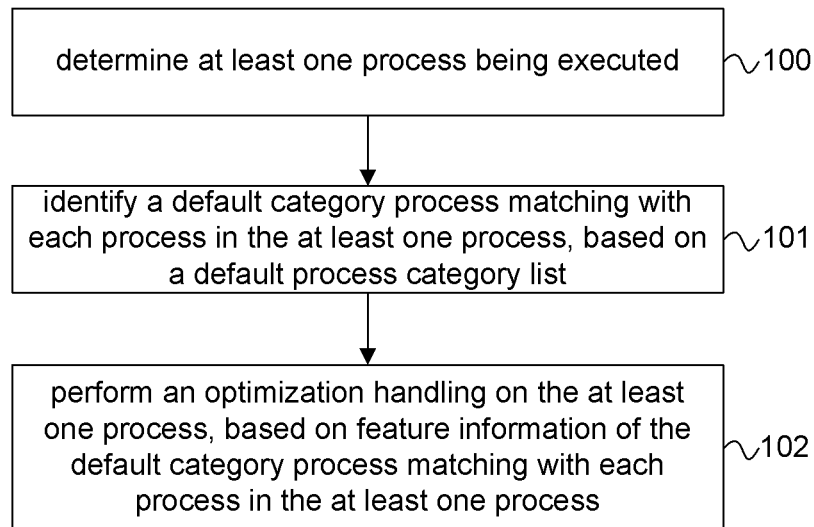 determine at least one process being executed
100
identify a default category process matching with
each process in the at least one process, based on
a default process category list
101
perform an optimization handling on the at least
one process, based on feature information of the
default category process matching with each
process in the at least one process
102